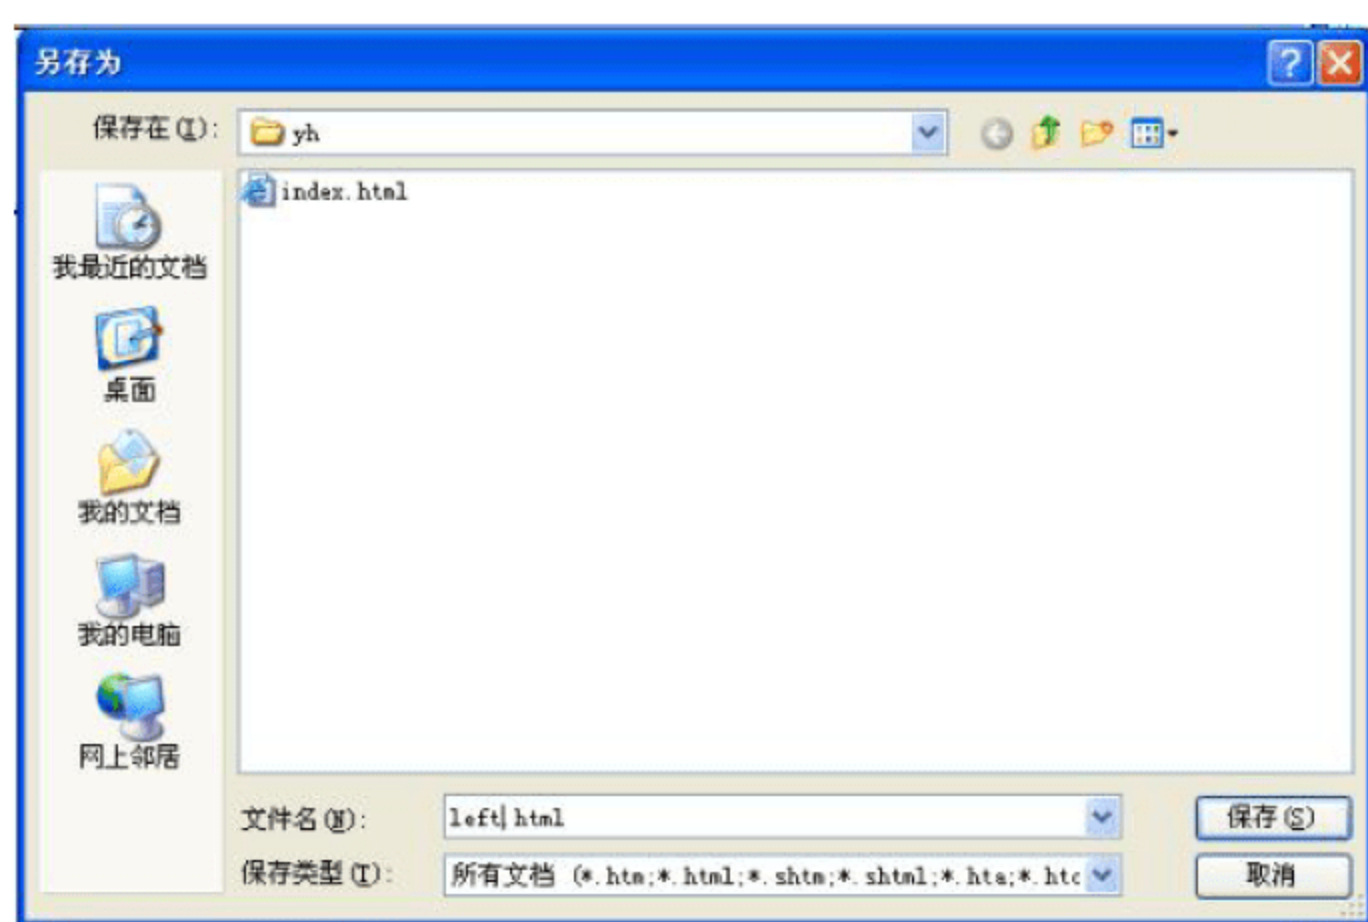 另存为
保存在(I):
yh
index.html
我最近的文档
桌面
我的文档
我的电脑
网上邻居
文件名(N):
left.html
保存(S)
保存类型(T):
所有文档 (*.htm;*.html;*.shtm;*.shtml;*.hta;*.htc
取消